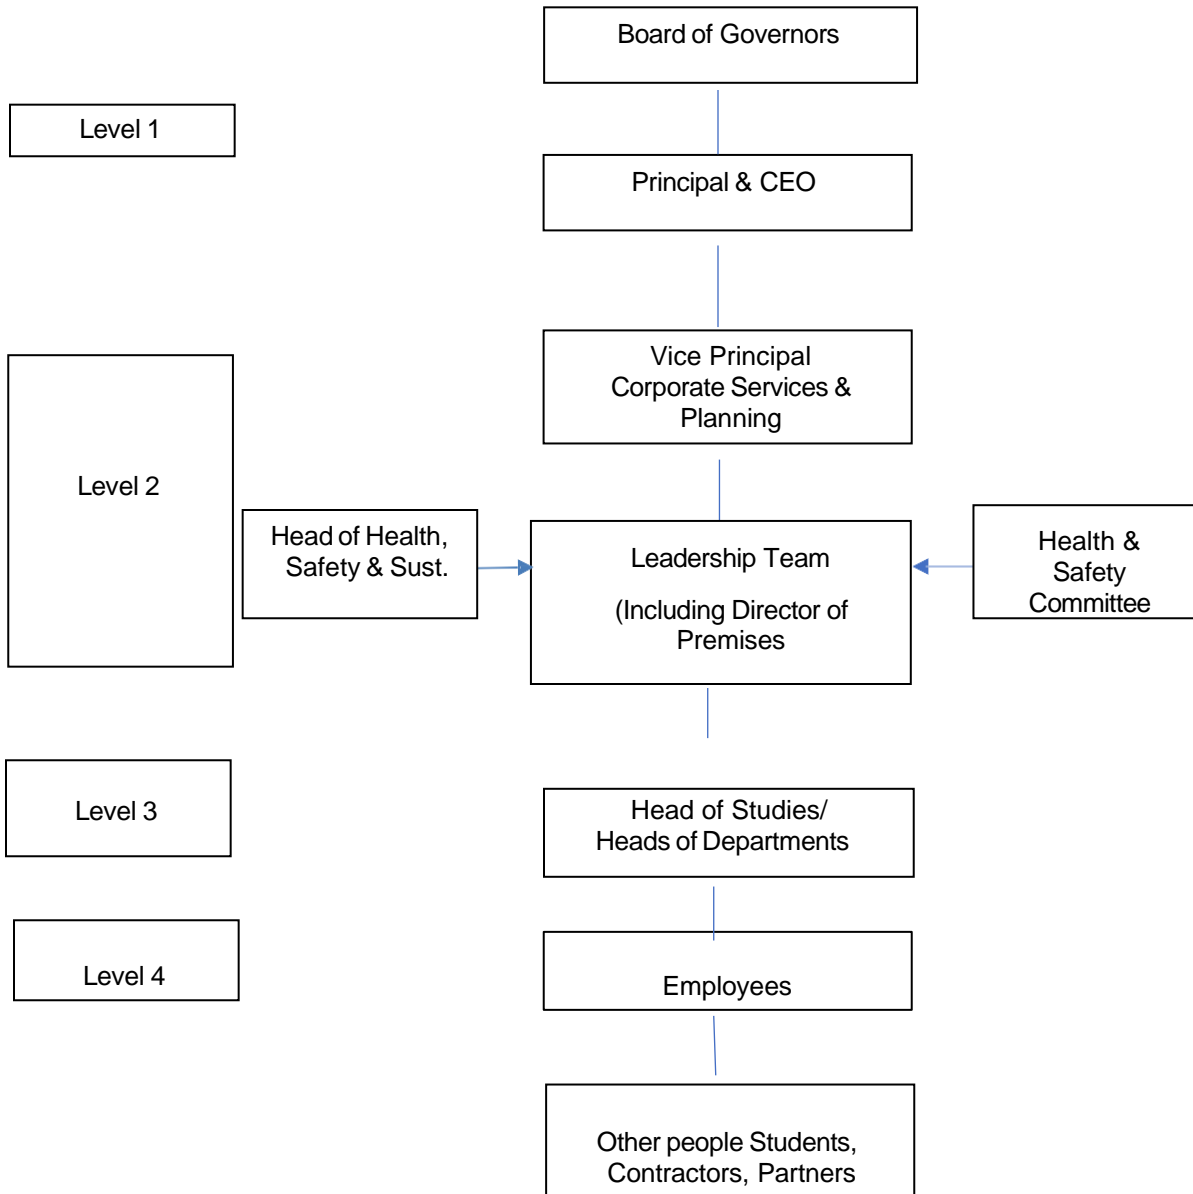 Board of Governors
Level 1
Principal & CEO
Vice Principal
Corporate Services &
Planning
Level 2
Head of Health,
Safety & Sust.
Leadership Team
(Including Director of
Premises
Health &
Safety
Committee
Level 3
Head of Studies/
Heads of Departments
Level 4
Employees
Other people Students,
Contractors, Partners